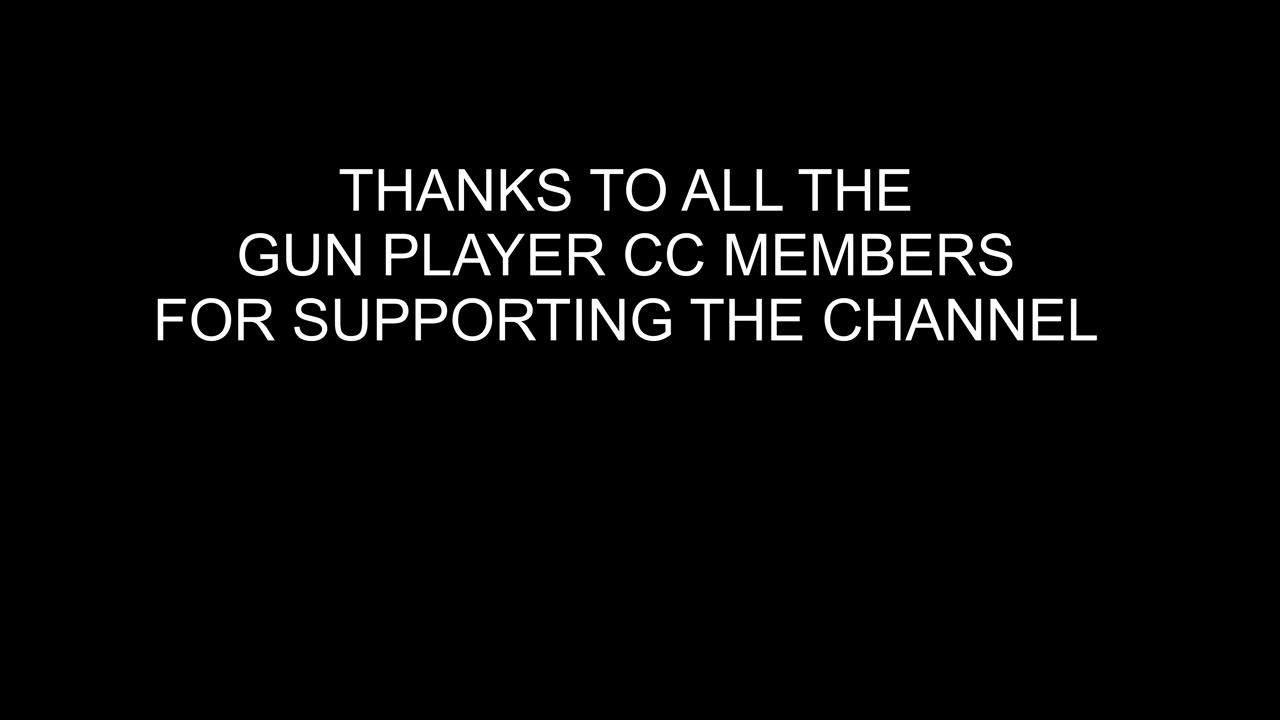 THANKS TO ALL THE
GUN PLAYER CC MEMBERS
FOR SUPPORTING THE CHANNEL